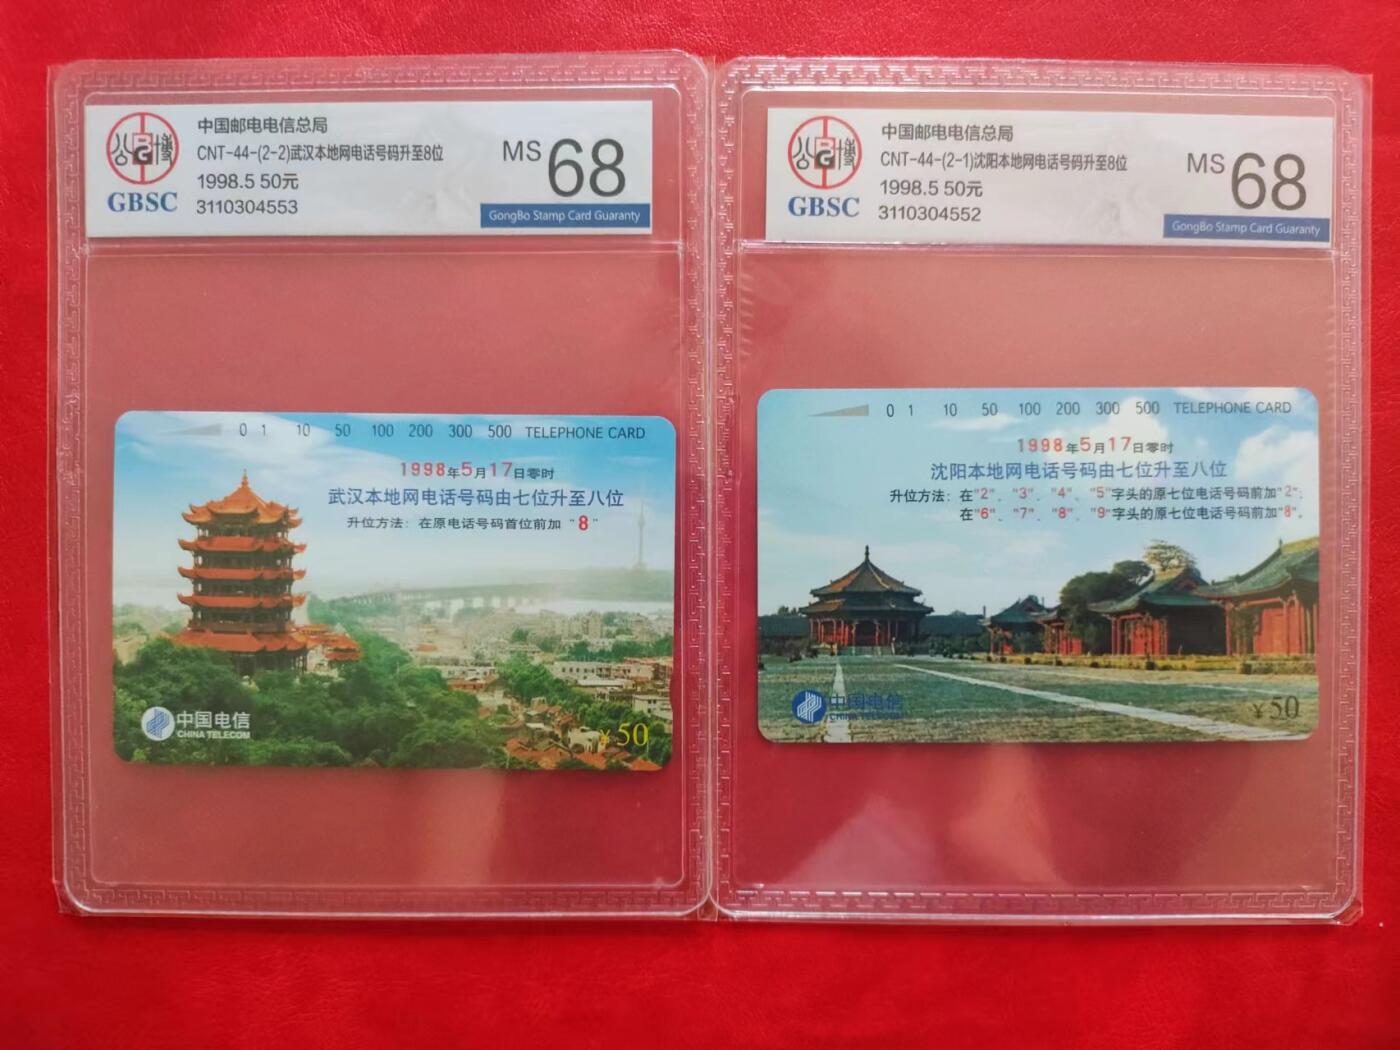 公博
BG
GBSC
中国邮电电信总局
CNT-44-(2-2)武汉本地网电话号码升至8位
1998.5 50元
3110304553
MS 68
GongBo Stamp Card Guaranty
0 1 10 50 100 200 300 500 TELEPHONE CARD
1998年5月17日零时
武汉本地网电话号码由七位升至八位
升位方法：在原电话号码首位前加"8"
中国电信
CHINA TELECOM
¥50
公博
BG
GBSC
中国邮电电信总局
CNT-44-(2-1)沈阳本地网电话号码升至8位
1998.5 50元
3110304552
MS 68
GongBo Stamp Card Guaranty
0 1 10 50 100 200 300 500 TELEPHONE CARD
1998年5月17日零时
沈阳本地网电话号码由七位升至八位
升位方法：在"2"、"3"、"4"、"5"字头的原七位电话号码前加"2"；
在"6"、"7"、"8"、"9"字头的原七位电话号码前加"8"。
中国电信
CHINA TELECOM
¥50